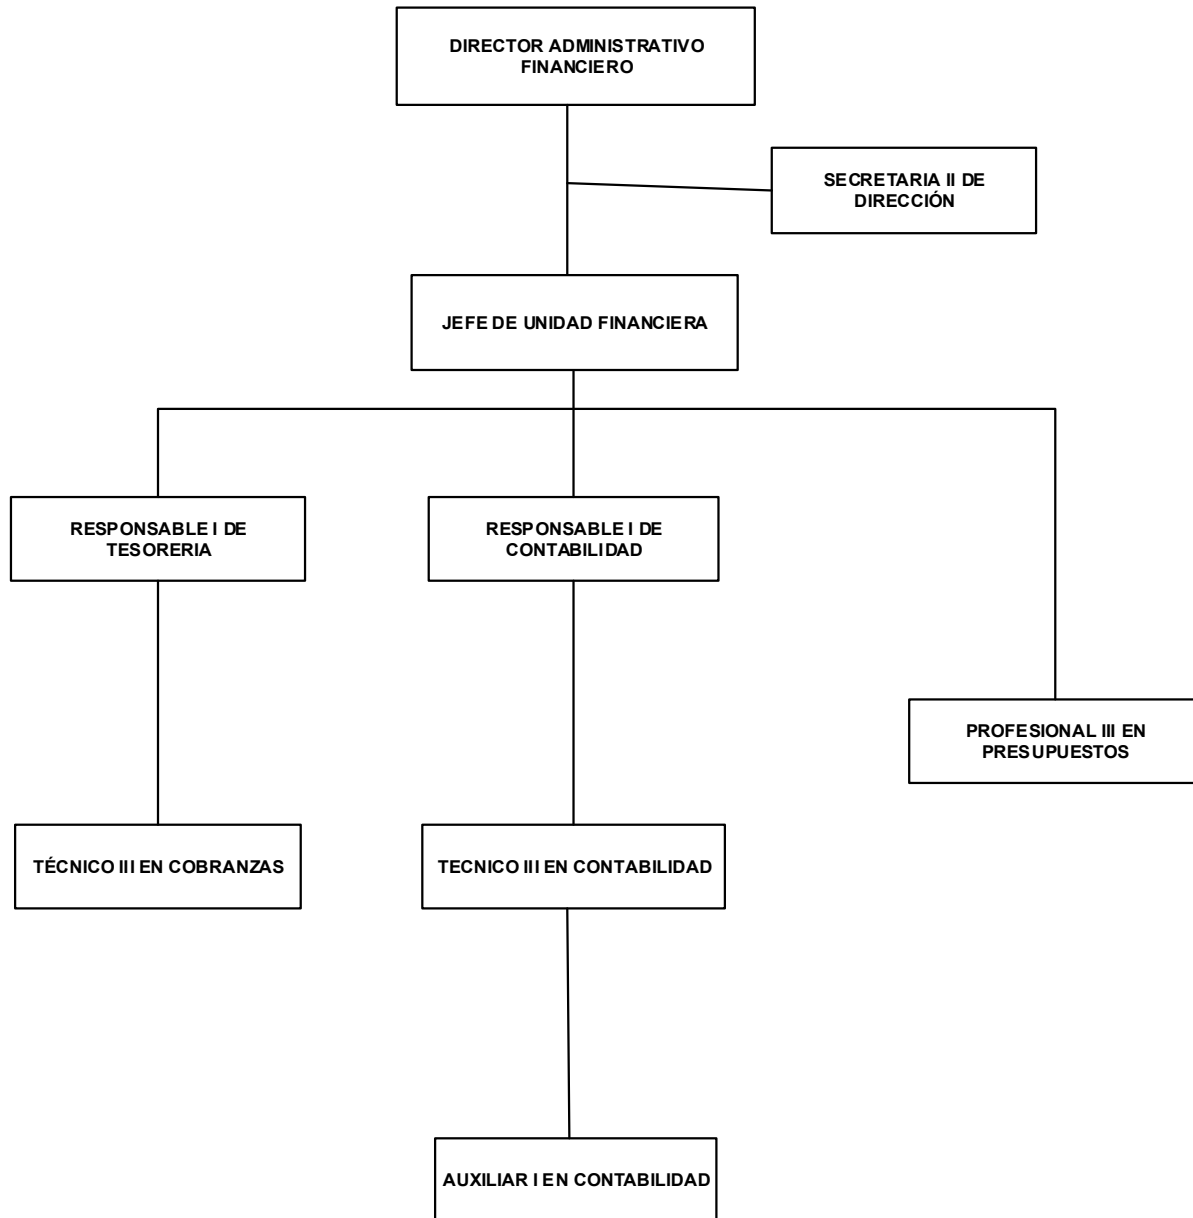 DIRECTOR ADMINISTRATIVO
FINANCIERO
SECRETARIA II DE
DIRECCIÓN
JEFE DE UNIDAD FINANCIERA
RESPONSABLE I DE
TESORERIA
RESPONSABLE I DE
CONTABILIDAD
PROFESIONAL III EN
PRESUPUESTOS
TÉCNICO III EN COBRANZAS
TECNICO III EN CONTABILIDAD
AUXILIAR I EN CONTABILIDAD